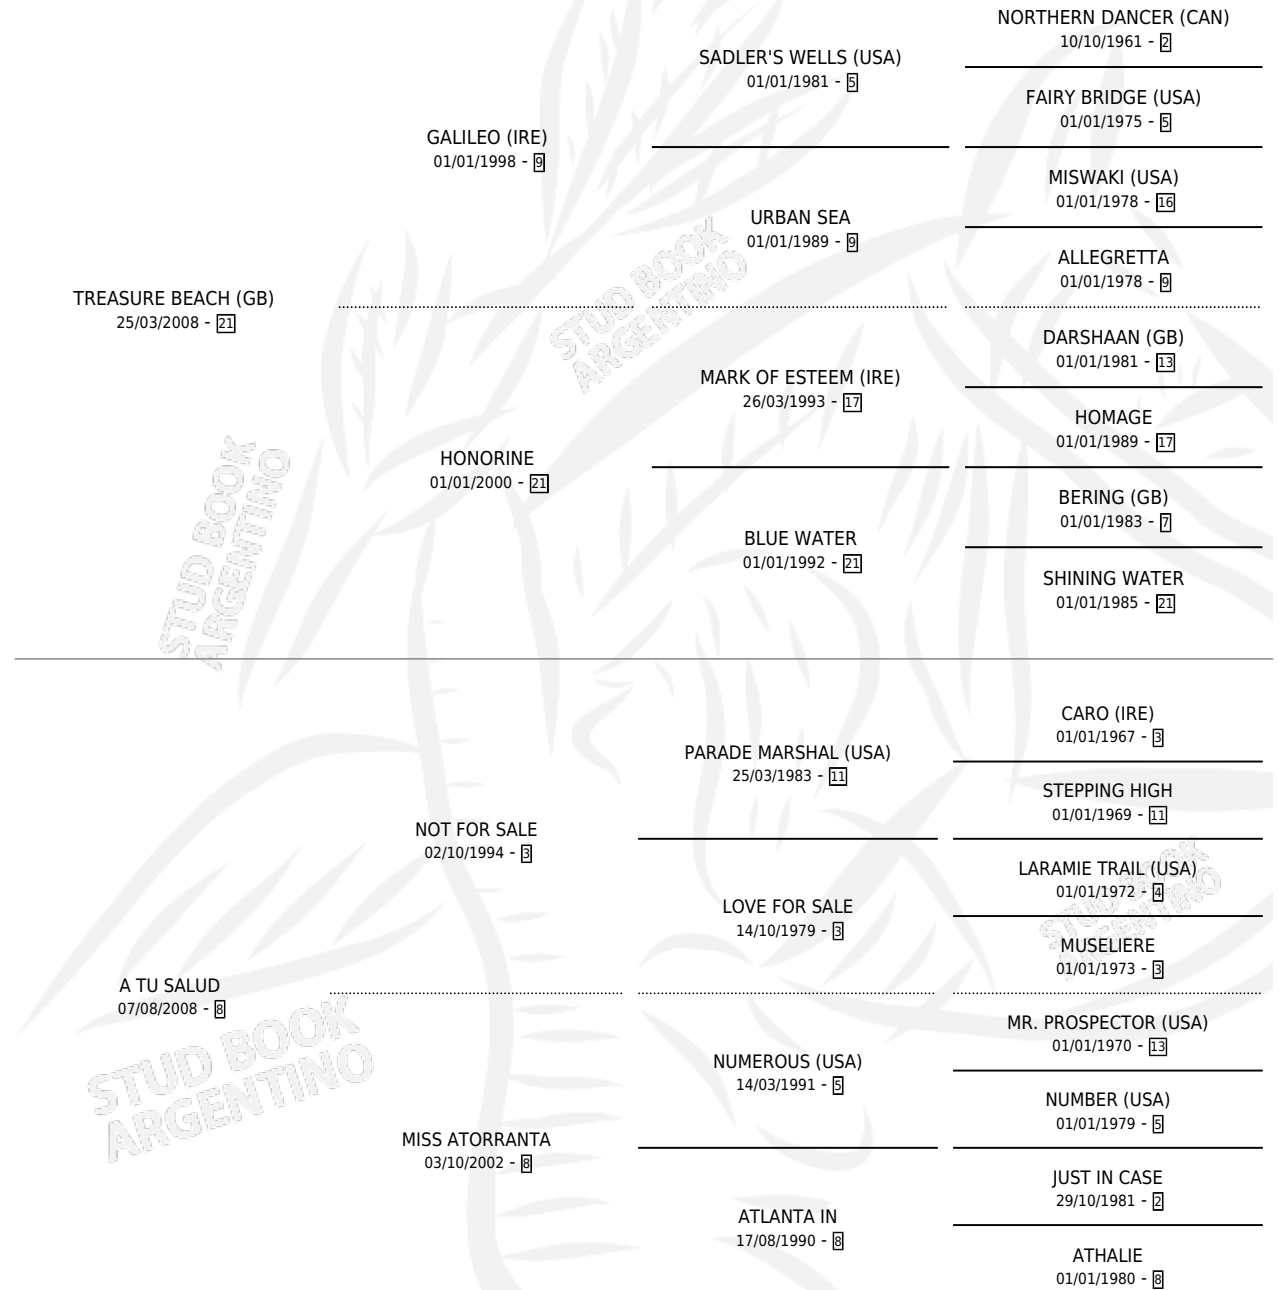 NORTHERN DANCER (CAN)
10/10/1961 - 2
SADLER'S WELLS (USA)
01/01/1981 - 5
FAIRY BRIDGE (USA)
01/01/1975 - 5
GALILEO (IRE)
01/01/1998 - 9
MISWAKI (USA)
01/01/1978 - 16
URBAN SEA
01/01/1989 - 9
ALLEGRETTA
01/01/1978 - 9
TREASURE BEACH (GB)
25/03/2008 - 21
STUD BOOK
ARGENTINO
DARSHAAN (GB)
01/01/1981 - 13
MARK OF ESTEEM (IRE)
26/03/1993 - 17
HOMAGE
01/01/1989 - 17
HONORINE
01/01/2000 - 21
BERING (GB)
01/01/1983 - 7
BLUE WATER
01/01/1992 - 21
SHINING WATER
01/01/1985 - 21
STUD BOOK
ARGENTINO
CARO (IRE)
01/01/1967 - 3
PARADE MARSHAL (USA)
25/03/1983 - 11
STEPPING HIGH
01/01/1969 - 11
NOT FOR SALE
02/10/1994 - 3
LARAMIE TRAIL (USA)
01/01/1972 - 4
LOVE FOR SALE
14/10/1979 - 3
MUSELIERE
01/01/1973 - 3
STUD BOOK
ARGENTINO
A TU SALUD
07/08/2008 - 8
MR. PROSPECTOR (USA)
01/01/1970 - 13
NUMEROUS (USA)
14/03/1991 - 5
NUMBER (USA)
01/01/1979 - 5
STUD BOOK
ARGENTINO
MISS ATORRANTA
03/10/2002 - 8
JUST IN CASE
29/10/1981 - 2
ATLANTA IN
17/08/1990 - 8
ATHALIE
01/01/1980 - 8